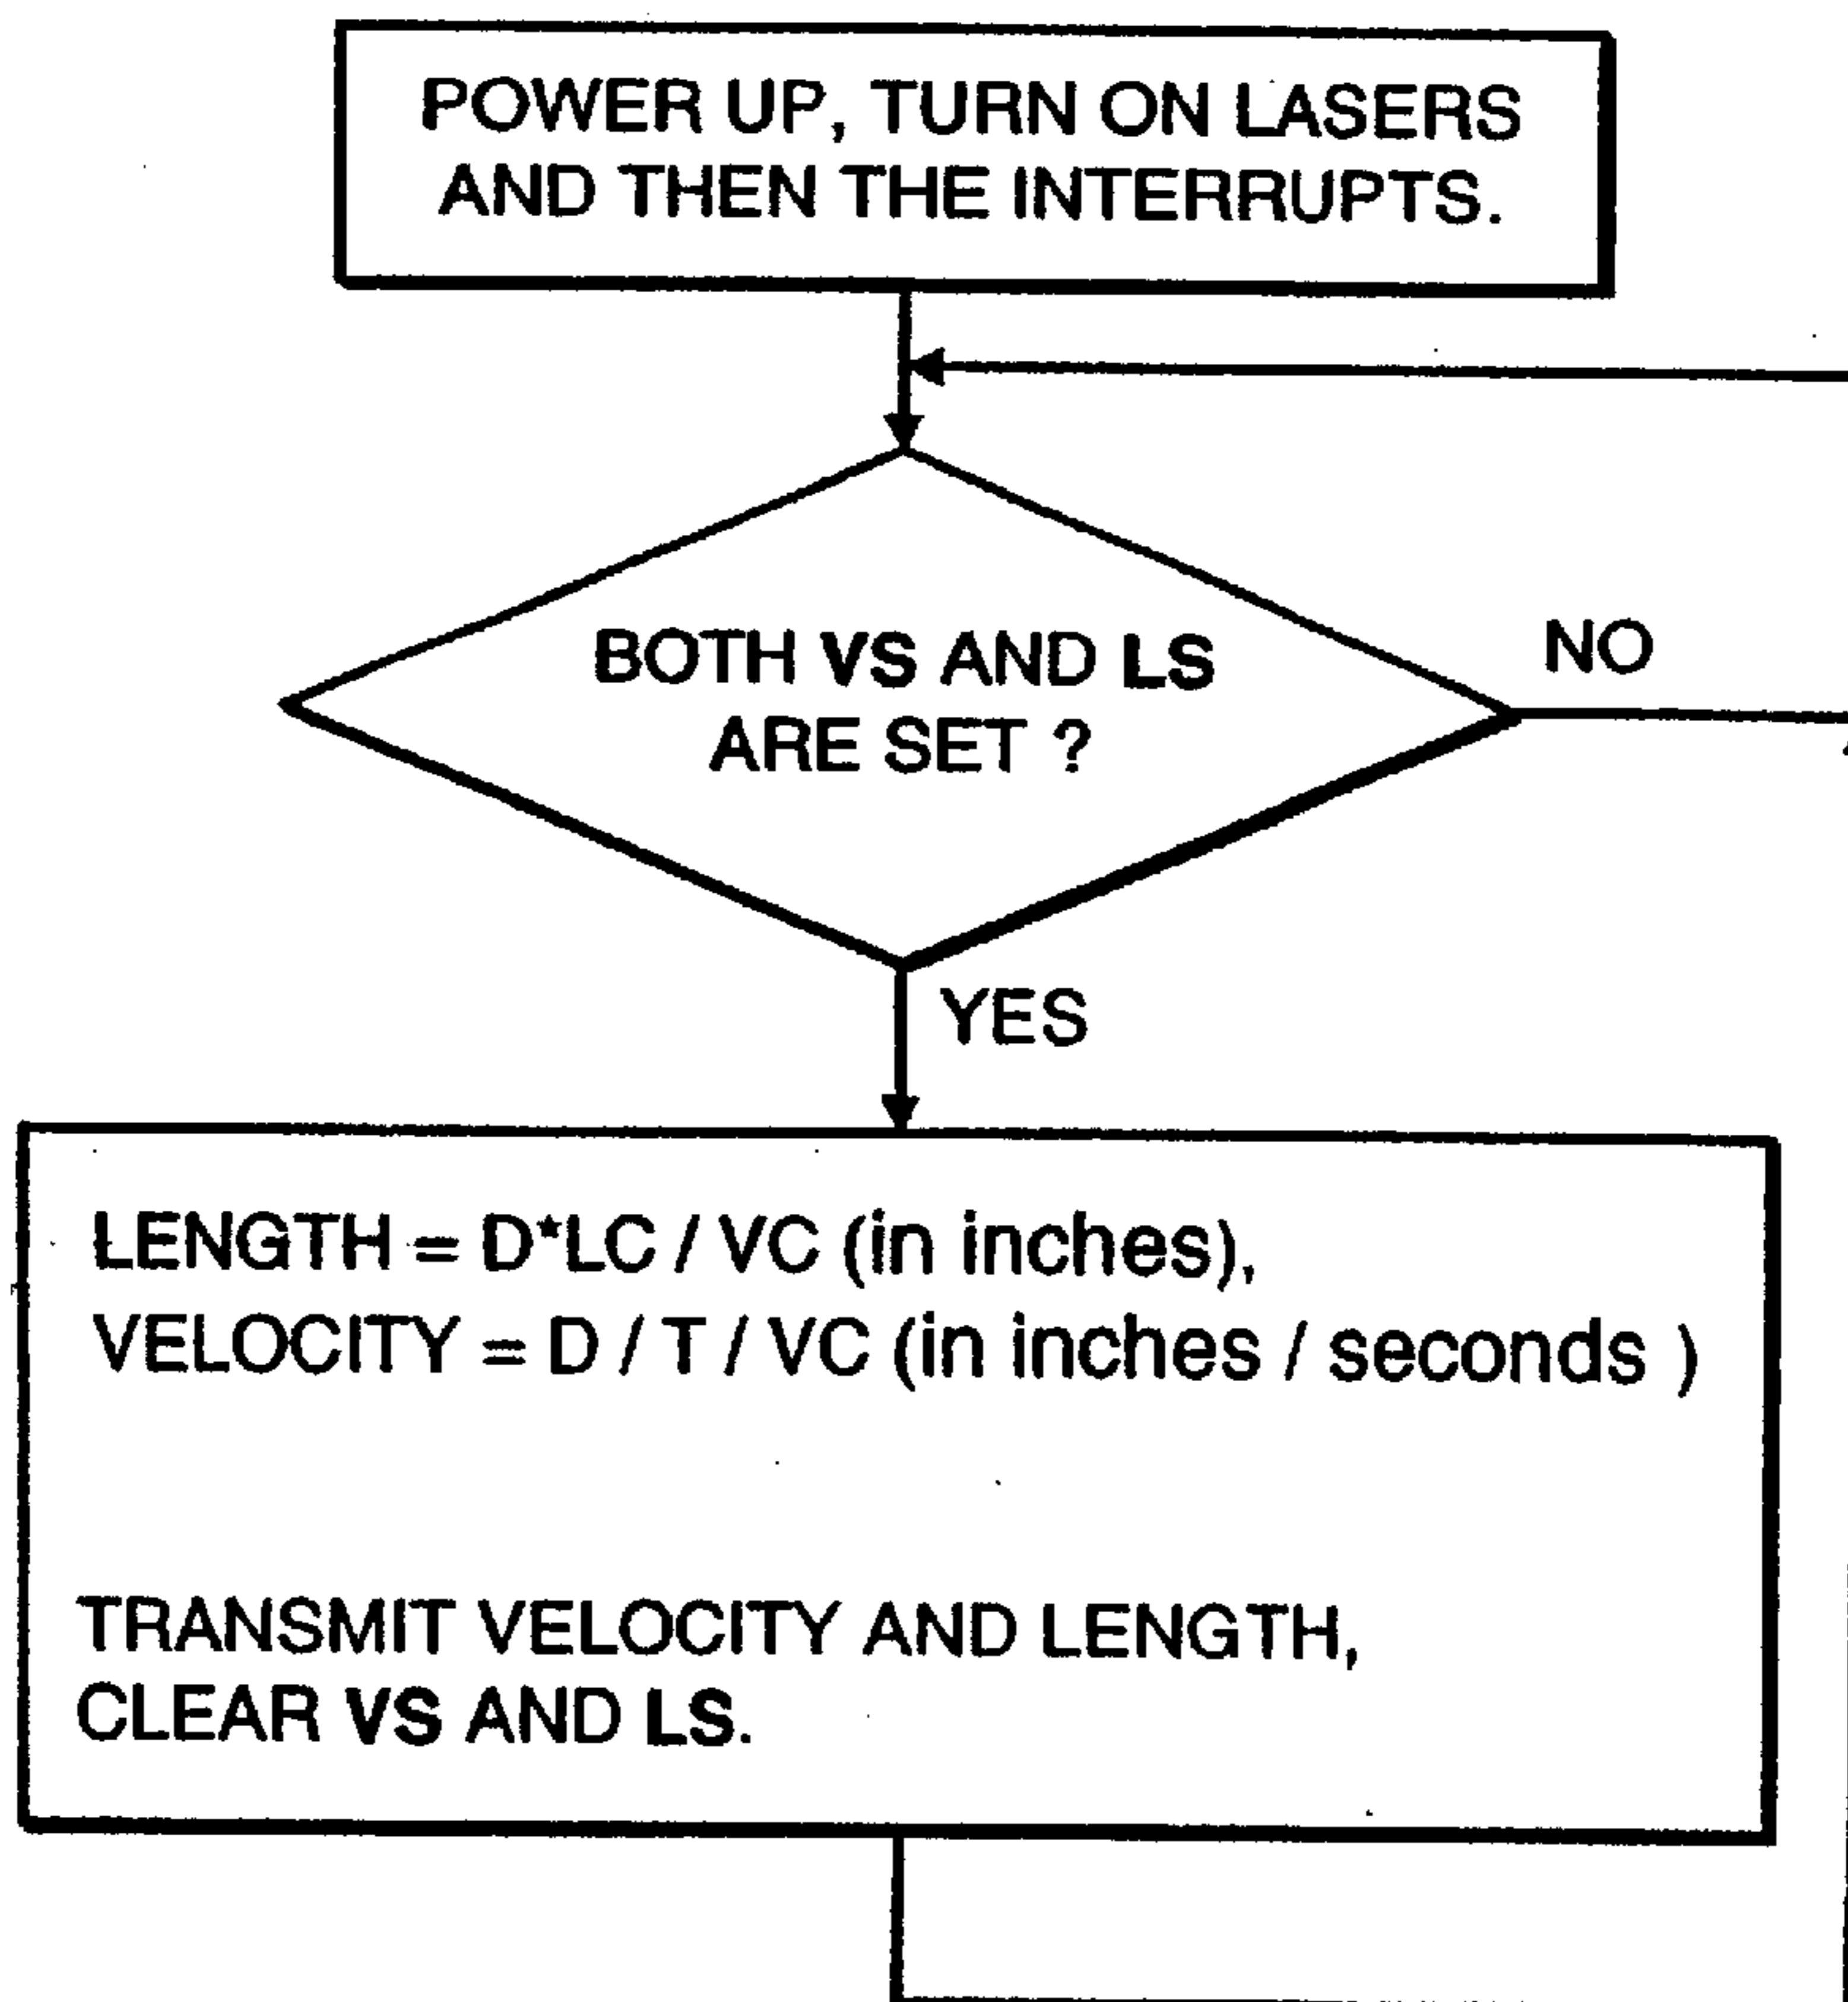 POWER UP, TURN ON LASERS
AND THEN THE INTERRUPTS.
BOTH VS AND LS
ARE SET ?
NO
YES
LENGTH = D*LC / VC (in inches),
VELOCITY = D / T / VC (in inches / seconds )
TRANSMIT VELOCITY AND LENGTH,
CLEAR VS AND LS.